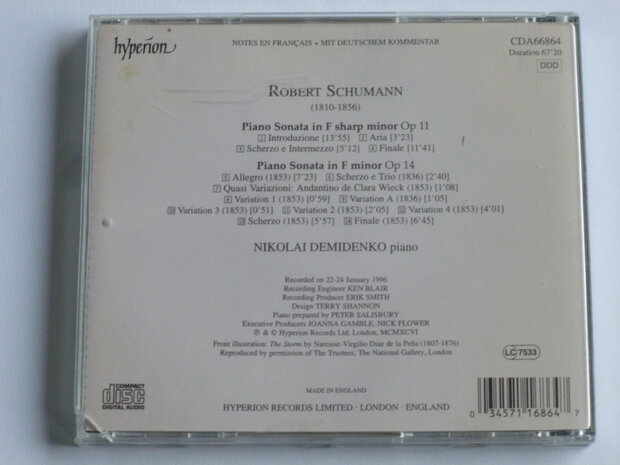 hyperion
NOTES EN FRANÇAIS + MIT DEUTSCHEM KOMMENTAR
CDA66864
Duration 67'20
DDD
ROBERT SCHUMANN
(1810-1856)
Piano Sonata in F sharp minor Op 11
1 Introduzione [13'55] 2 Aria [3'23]
3 Scherzo e Intermezzo [5'12] 4 Finale [11'41]
Piano Sonata in F minor Op 14
5 Allegro (1853) [7'23] 6 Scherzo e Trio (1836) [2'40]
7 Quasi Variazioni: Andantino de Clara Wieck (1853) [1'08]
8 Variation 1 (1853) [0'59] 9 Variation A (1836) [1'05]
10 Variation 3 (1853) [0'51] 11 Variation 2 (1853) [2'05] 12 Variation 4 (1853) [4'01]
13 Scherzo (1853) [5'57] 14 Finale (1853) [6'45]
NIKOLAI DEMIDENKO piano
Recorded on 22-24 January 1996
Recording Engineer KEN BLAIR
Recording Producer ERIK SMITH
Design TERRY SHANNON
Piano prepared by PETER SALISBURY
Executive Producers JOANNA GAMBLE, NICK FLOWER
℗ & © Hyperion Records Ltd, London, MCMXCVI
Front illustration: The Storm by Narcisse-Virgilio Diaz de la Peña (1807-1876)
Reproduced by permission of The Trustees, The National Gallery, London
LC 7533
COMPACT
disc
DIGITAL AUDIO
MADE IN ENGLAND
HYPERION RECORDS LIMITED · LONDON · ENGLAND
0 34571 16864 7